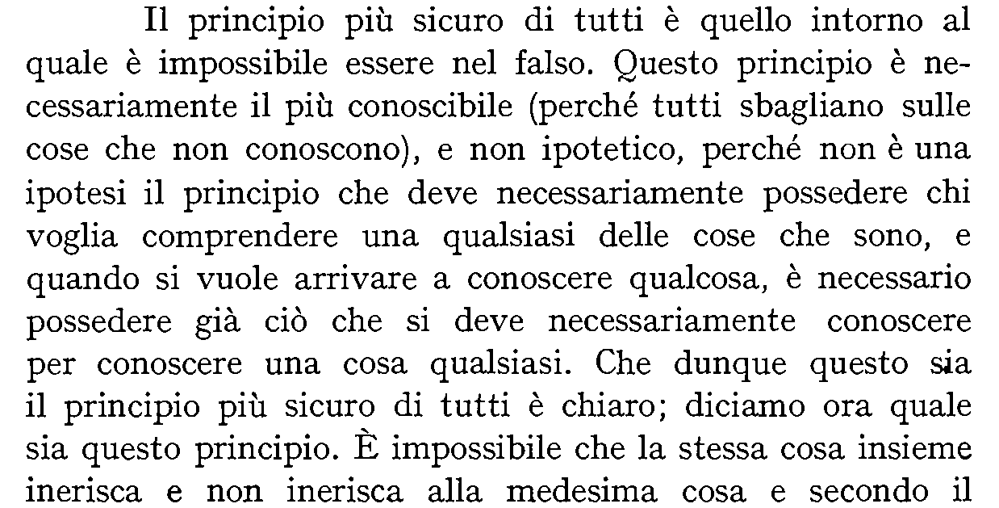 Il principio più sicuro di tutti è quello intorno al
quale è impossibile essere nel falso. Questo principio è ne-
cessariamente il più conoscibile (perché tutti sbagliano sulle
cose che non conoscono), e non ipotetico, perché non è una
ipotesi il principio che deve necessariamente possedere chi
voglia comprendere una qualsiasi delle cose che sono, e
quando si vuole arrivare a conoscere qualcosa, è necessario
possedere già ciò che si deve necessariamente conoscere
per conoscere una cosa qualsiasi. Che dunque questo sia
il principio più sicuro di tutti è chiaro; diciamo ora quale
sia questo principio. È impossibile che la stessa cosa insieme
inerisca e non inerisca alla medesima cosa e secondo il